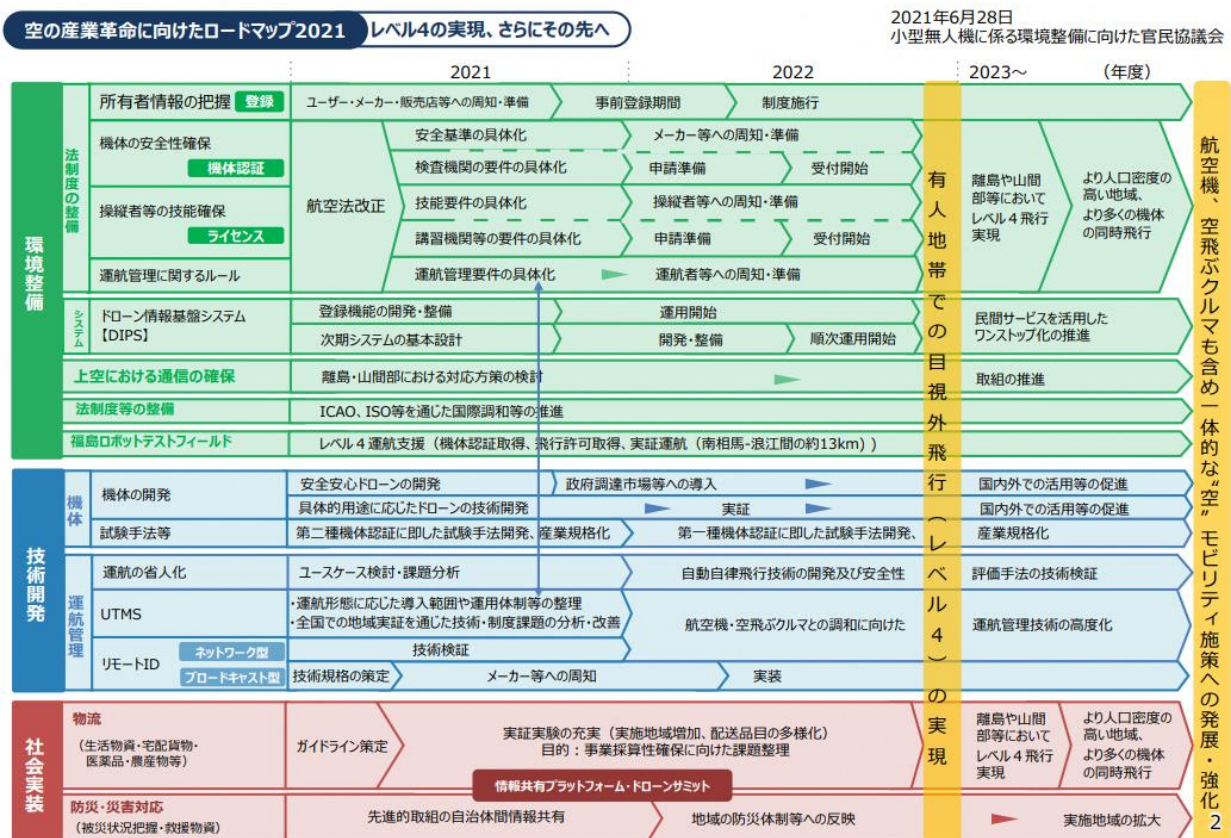 空の産業革命に向けたロードマップ2021
レベル4の実現、さらにその先へ
2021年6月28日
小型無人機に係る環境整備に向けた官民協議会
2021
2022
2023~
(年度)
環境整備
法制度の整備
所有者情報の把握 登録
ユーザー・メーカー・販売店等への周知・準備
事前登録期間
制度施行
機体の安全性確保
機体認証
操縦者等の技能確保
ライセンス
運航管理に関するルール
航空法改正
安全基準の具体化
メーカー等への周知・準備
検査機関の要件の具体化
申請準備
受付開始
技能要件の具体化
操縦者等への周知・準備
講習機関等の要件の具体化
申請準備
受付開始
運航管理要件の具体化
運航者等への周知・準備
離島や山間
部等において
レベル4飛行
実現
より人口密度の
高い地域、
より多くの機体
の同時飛行
システム
ドローン情報基盤システム
【DIPS】
登録機能の開発・整備
運用開始
次期システムの基本設計
開発・整備
順次運用開始
民間サービスを活用した
ワンストップ化の推進
上空における通信の確保
離島・山間部における対応方策の検討
取組の推進
法制度等の整備
ICAO、ISO等を通じた国際調和等の推進
福島ロボットテストフィールド
レベル4運航支援(機体認証取得、飛行許可取得、実証運航(南相馬-浪江間の約13km))
技術開発
機体
機体の開発
安全安心ドローンの開発
政府調達市場等への導入
国内外での活用等の促進
具体的用途に応じたドローンの技術開発
実証
国内外での活用等の促進
試験手法等
第二種機体認証に即した試験手法開発、産業規格化
第一種機体認証に即した試験手法開発、
産業規格化
運航管理
運航の省人化
ユースケース検討・課題分析
自動自律飛行技術の開発及び安全性
評価手法の技術検証
UTMS
・運航形態に応じた導入範囲や運用体制等の整理
・全国での地域実証を通じた技術・制度課題の分析・改善
航空機・空飛ぶクルマとの調和に向けた
運航管理技術の高度化
リモートID
ネットワーク型
技術検証
ブロードキャスト型
技術規格の策定
メーカー等への周知
実装
社会実装
物流
(生活物資・宅配貨物・
医薬品・農産物等)
ガイドライン策定
実証実験の充実(実施地域増加、配送品目の多様化)
目的:事業採算性確保に向けた課題整理
離島や山間
部等において
レベル4飛行
実現
より人口密度の
高い地域、
より多くの機体
の同時飛行
情報共有プラットフォーム・ドローンサミット
防災・災害対応
(被災状況把握・救援物資)
先進的取組の自治体間情報共有
地域の防災体制等への反映
実施地域の拡大
有人地帯での目視外飛行(レベル4)の実現
航空機、空飛ぶクルマも含め一体的な“空”モビリティ施策への発展・強化
2